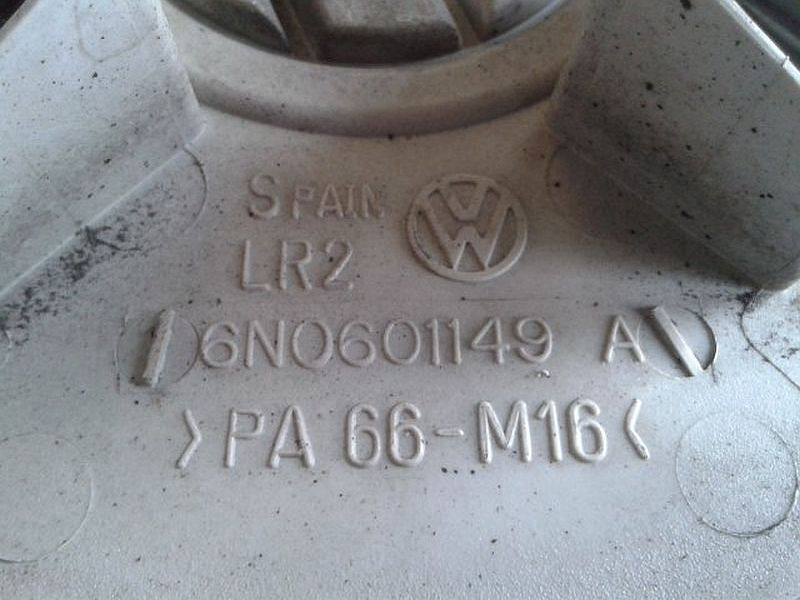 SPAIN
LR2
6N0601149 A
>PA 66-M16<